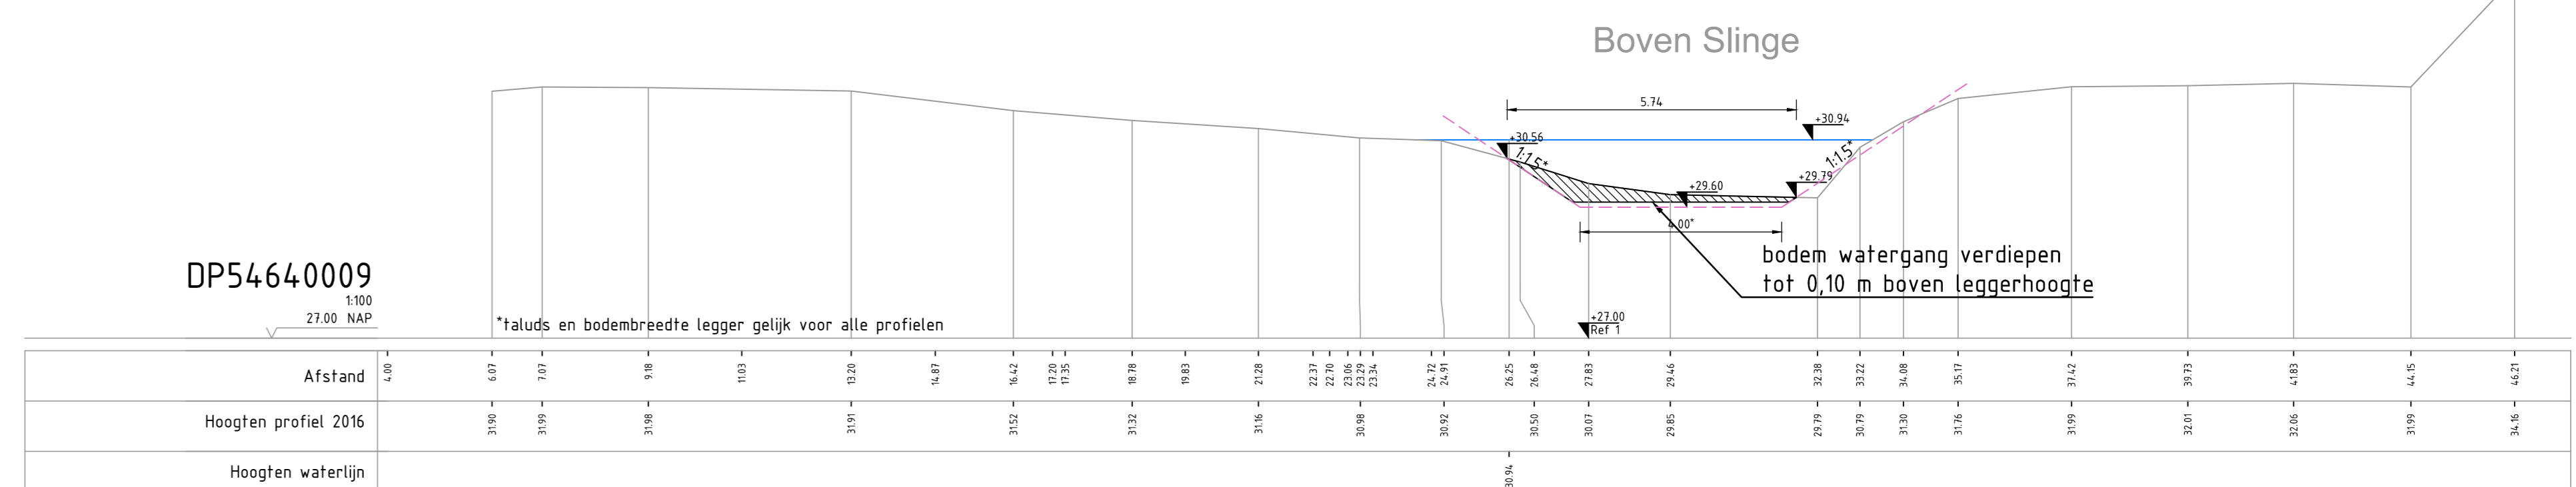 Boven Slinge
5.74
+30.94
+30.56
1:1.5*
1:1.5*
+29.79
+29.60
4.00*
bodem watergang verdiepen
tot 0,10 m boven leggerhoogte
DP54640009
1:100
27.00 NAP
*taluds en bodembreedte legger gelijk voor alle profielen
+27.00
Ref 1
Afstand 4.00 6.07 7.07 9.18 11.03 13.20 14.87 16.42 17.20 17.35 18.78 19.83 21.28 22.37 22.70 23.06 23.29 23.34 24.72 24.91 26.25 26.48 27.83 29.46 32.38 33.22 34.08 35.17 37.42 39.73 41.83 44.15 46.21
Hoogten profiel 2016 31.90 31.99 31.98 31.91 31.52 31.32 31.16 30.98 30.92 30.50 30.07 29.85 29.79 30.79 31.30 31.76 31.99 32.01 32.06 31.99 34.16
Hoogten waterlijn 30.94